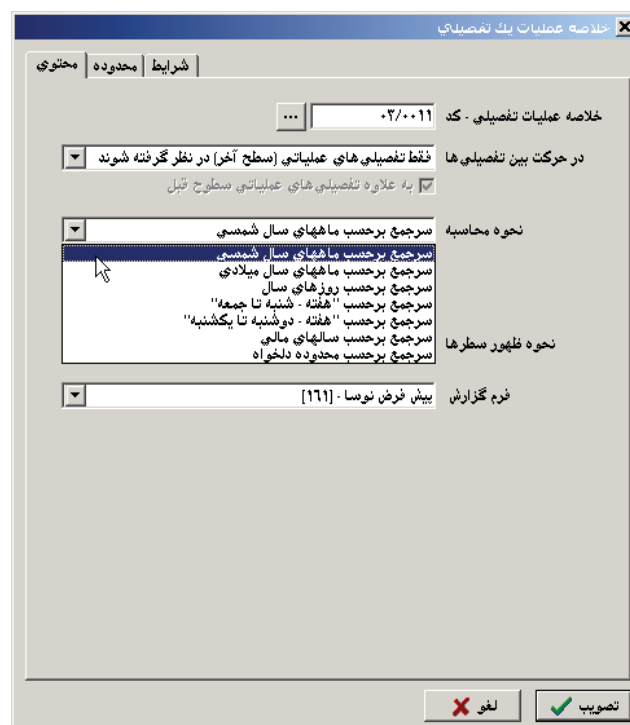 خلاصه عمليات يك تفصيلي
محتوي محدوده شرايط
خلاصه عمليات تفصيلي - كد ۰۳/۰۰۱۱ ...
در حركت بين تفصيلي‌ها فقط تفصيلي‌هاي عملياتي (سطح آخر) در نظر گرفته شوند
به علاوه تفصيلي‌هاي عملياتي سطوح قبل
نحوه محاسبه سرجمع برحسب ماههاي سال شمسي
سرجمع برحسب ماههاي سال شمسي
سرجمع برحسب ماههاي سال ميلادي
سرجمع برحسب روزهاي سال
سرجمع برحسب "هفته - شنبه تا جمعه"
سرجمع برحسب "هفته - دوشنبه تا يكشنبه"
سرجمع برحسب سالهاي مالي
نحوه ظهور سطرها
سرجمع برحسب محدوده دلخواه
فرم گزارش پيش فرض نوسا - [۱۶۱]
تصويب لغو